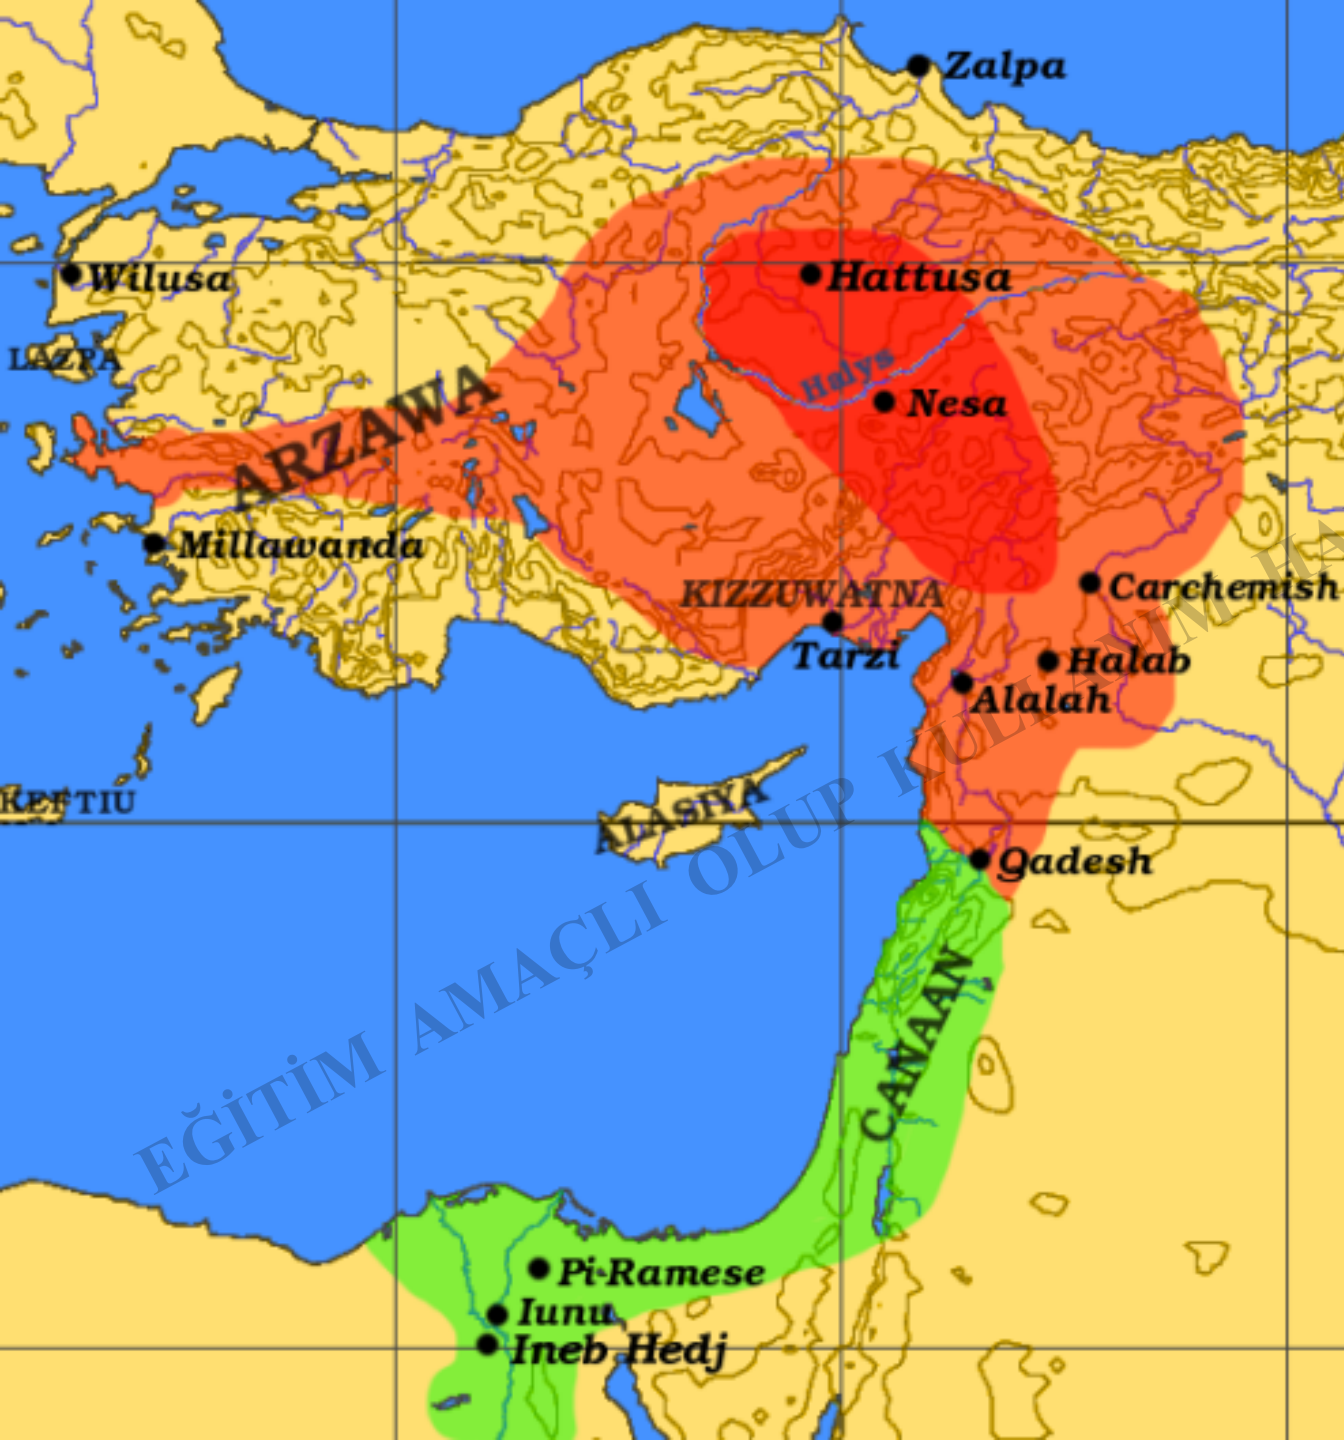 Zalpa
Wilusa
Hattusa
LAZPA
Halys
ARZAWA
Nesa
Millawanda
KIZZUWATNA
Carchemish
Tarzi
Halab
Alalah
KEFTIU
ALASIYA
Qadesh
CANAAN
Pi-Ramese
Iunu
Ineb Hedj
EĞİTİM AMAÇLI OLUP KULLANIM HA